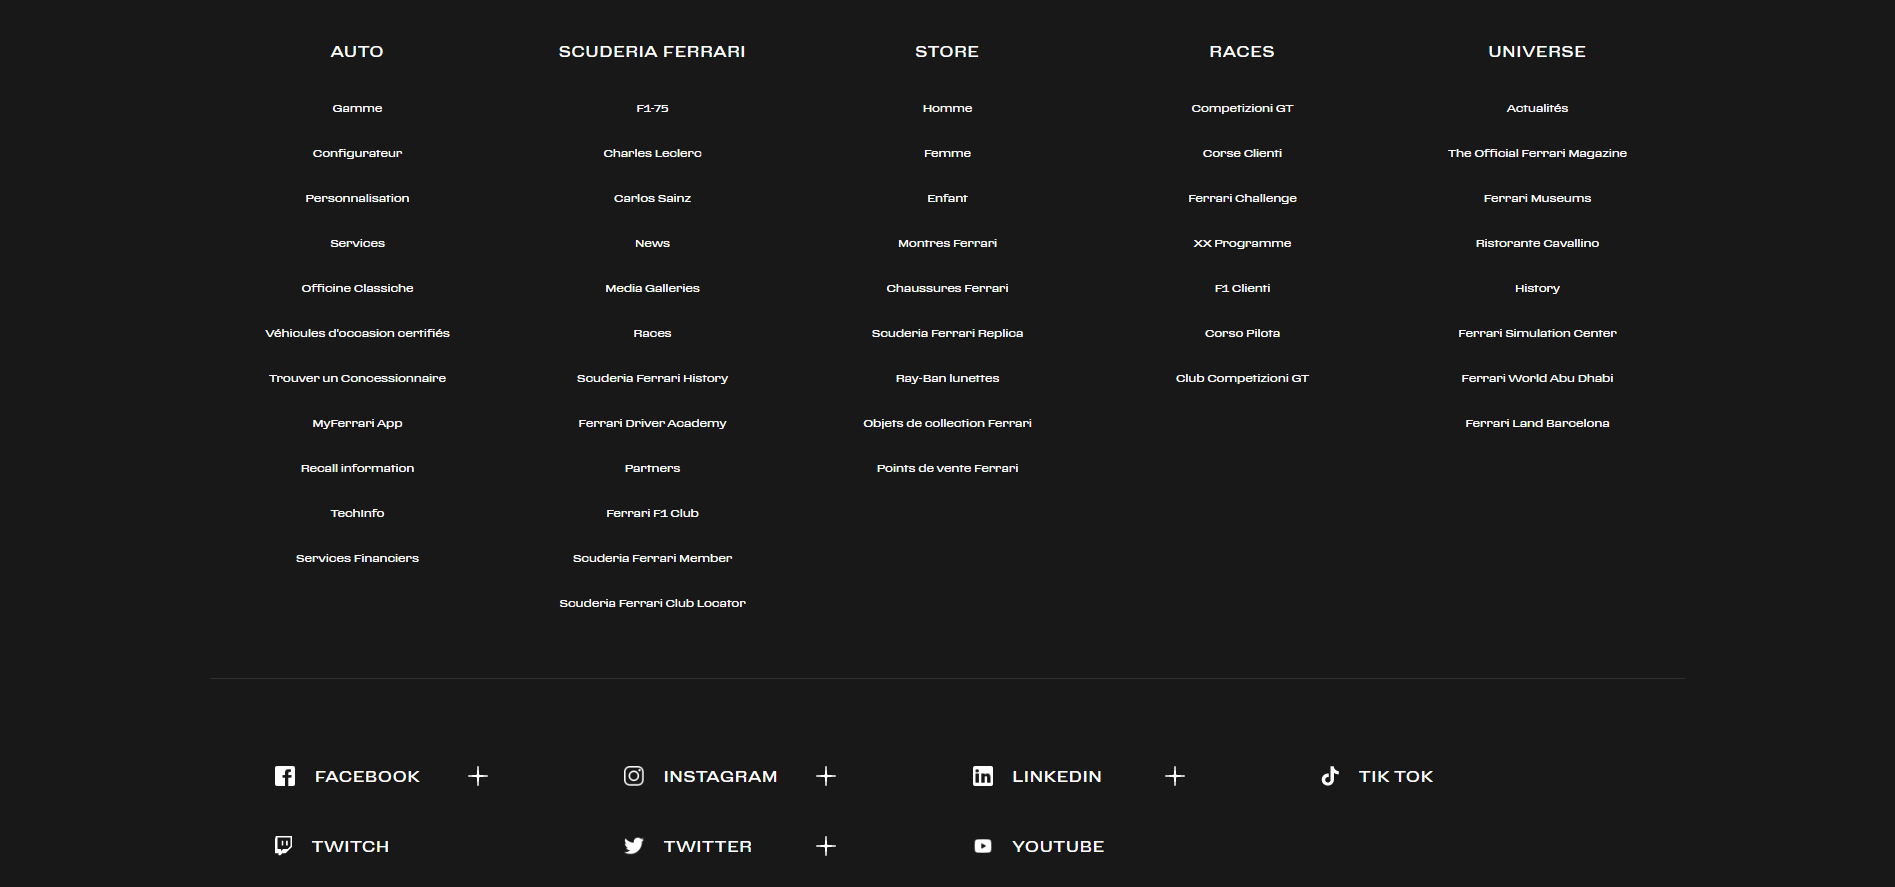 AUTO
Gamme
Configurateur
Personnalisation
Services
Officine Classiche
Véhicules d'occasion certifiés
Trouver un Concessionnaire
MyFerrari App
Recall information
TechInfo
Services Financiers
SCUDERIA FERRARI
F1-75
Charles Leclerc
Carlos Sainz
News
Media Galleries
Races
Scuderia Ferrari History
Ferrari Driver Academy
Partners
Ferrari F1 Club
Scuderia Ferrari Member
Scuderia Ferrari Club Locator
STORE
Homme
Femme
Enfant
Montres Ferrari
Chaussures Ferrari
Scuderia Ferrari Replica
Ray-Ban lunettes
Objets de collection Ferrari
Points de vente Ferrari
RACES
Competizioni GT
Corse Clienti
Ferrari Challenge
XX Programme
F1 Clienti
Corso Pilota
Club Competizioni GT
UNIVERSE
Actualités
The Official Ferrari Magazine
Ferrari Museums
Ristorante Cavallino
History
Ferrari Simulation Center
Ferrari World Abu Dhabi
Ferrari Land Barcelona
FACEBOOK
INSTAGRAM
LINKEDIN
TIK TOK
TWITCH
TWITTER
YOUTUBE